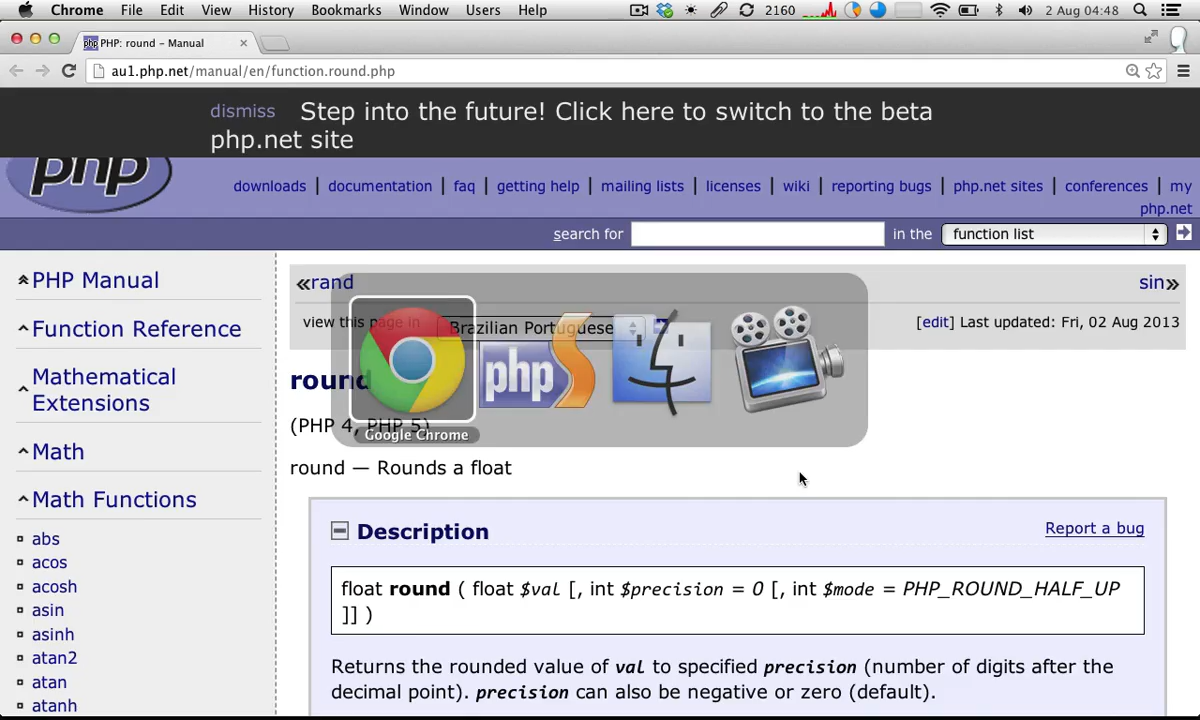 Chrome File Edit View History Bookmarks Window Users Help 2160 2 Aug 04:48
php PHP: round - Manual
au1.php.net/manual/en/function.round.php
dismiss Step into the future! Click here to switch to the beta
php.net site
php
downloads | documentation | faq | getting help | mailing lists | licenses | wiki | reporting bugs | php.net sites | conferences | my
php.net
search for in the function list
PHP Manual
Function Reference
Mathematical
Extensions
Math
Math Functions
abs
acos
acosh
asin
asinh
atan2
atan
atanh
«rand sin»
view this page in Brazilian Portuguese [edit] Last updated: Fri, 02 Aug 2013
php
Google Chrome
round
(PHP 4, PHP 5)
round — Rounds a float
Description Report a bug
float round ( float $val [, int $precision = 0 [, int $mode = PHP_ROUND_HALF_UP
]] )
Returns the rounded value of val to specified precision (number of digits after the
decimal point). precision can also be negative or zero (default).